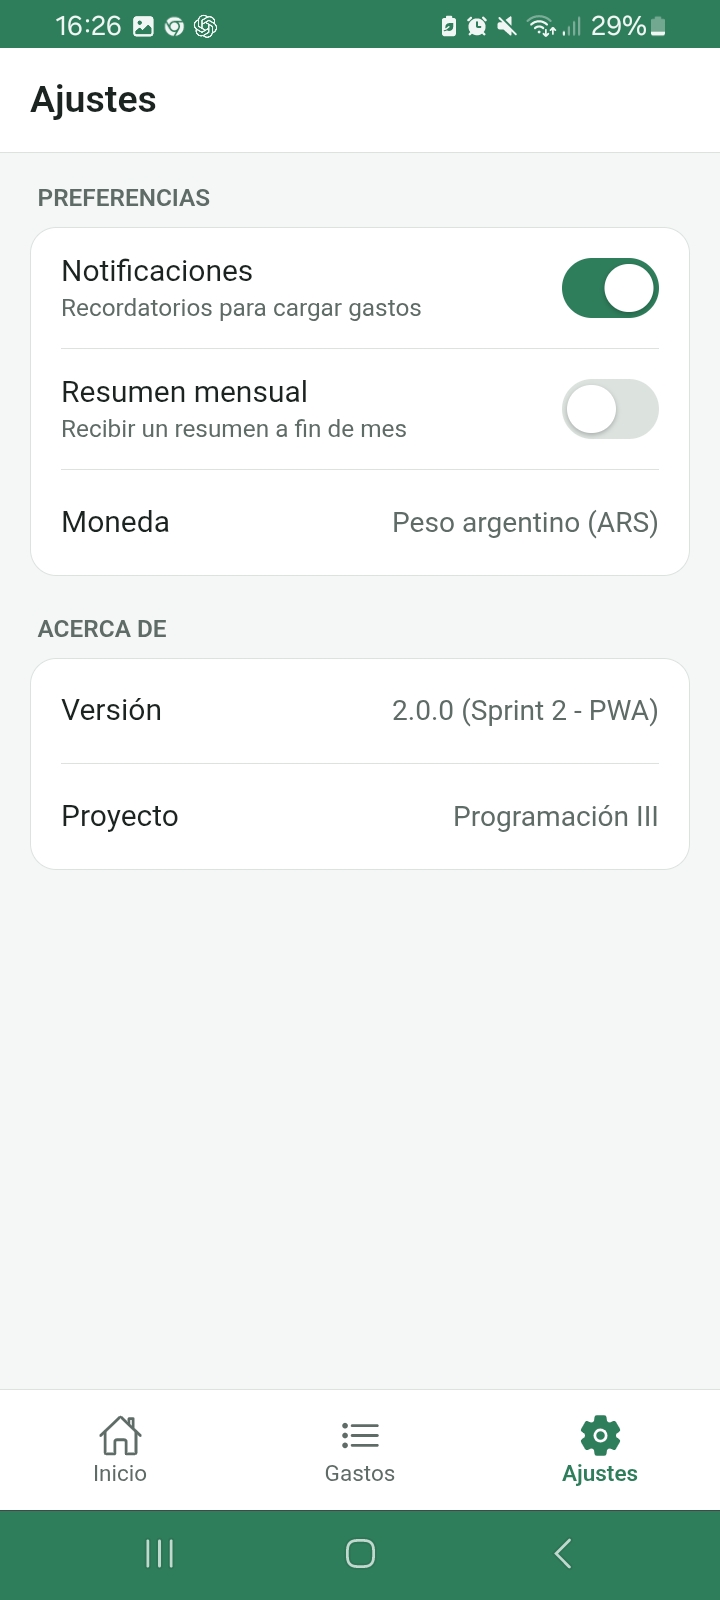 16:26
29%
Ajustes
PREFERENCIAS
Notificaciones
Recordatorios para cargar gastos
Resumen mensual
Recibir un resumen a fin de mes
Moneda Peso argentino (ARS)
ACERCA DE
Versión 2.0.0 (Sprint 2 - PWA)
Proyecto Programación III
Inicio Gastos Ajustes